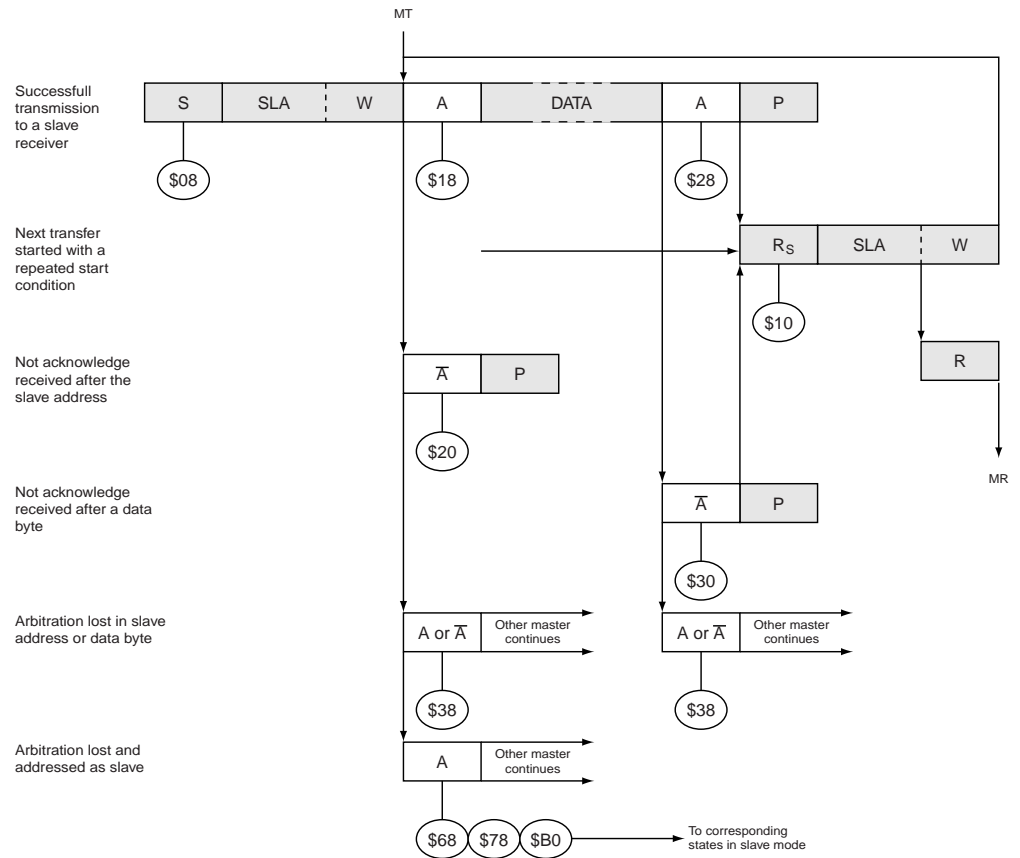 MT
Successfull
transmission
to a slave
receiver
S SLA W A DATA A P
$08 $18 $28
Next transfer
started with a
repeated start
condition
RS SLA W
$10
Not acknowledge
received after the
slave address
A̅ P
R
$20
MR
Not acknowledge
received after a data
byte
A̅ P
$30
Arbitration lost in slave
address or data byte
A or A̅ Other master
continues
A or A̅ Other master
continues
$38 $38
Arbitration lost and
addressed as slave
A Other master
continues
$68 $78 $B0 To corresponding
states in slave mode